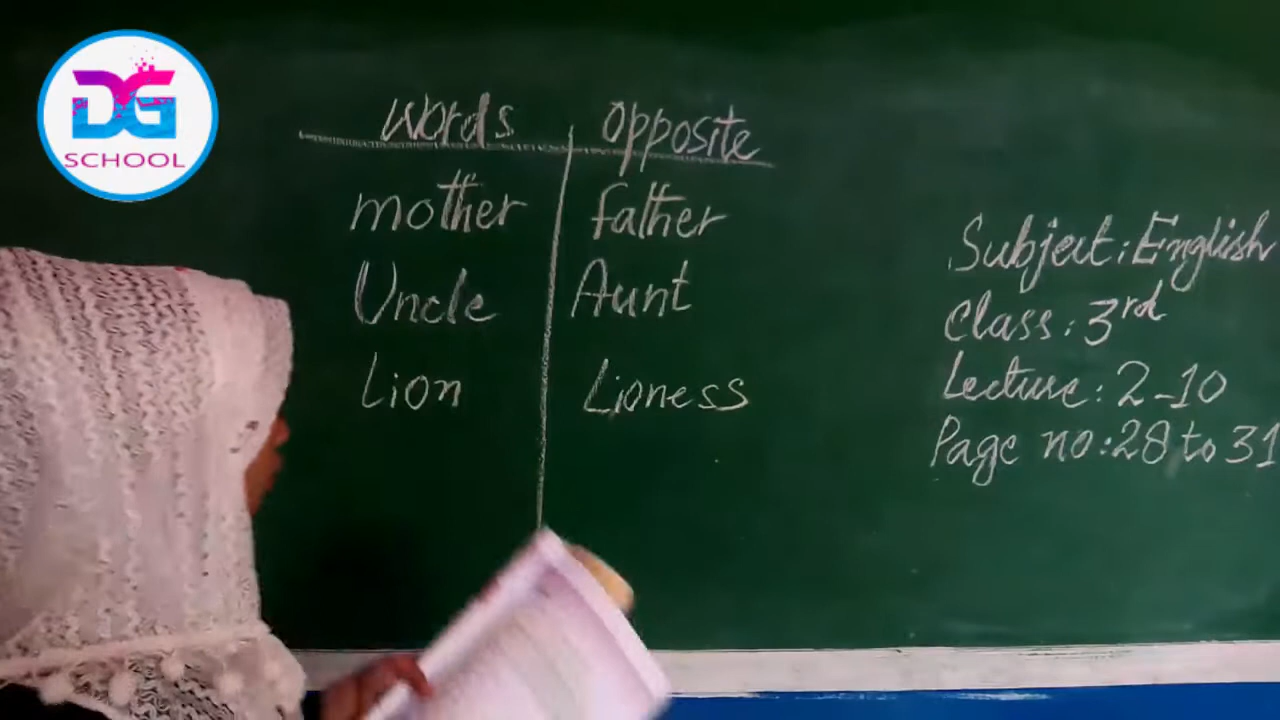 DG
SCHOOL
Words Opposite
mother father
Uncle Aunt
Lion Lioness
Subject: English
Class: 3rd
Lecture: 2-10
Page no: 28 to 31